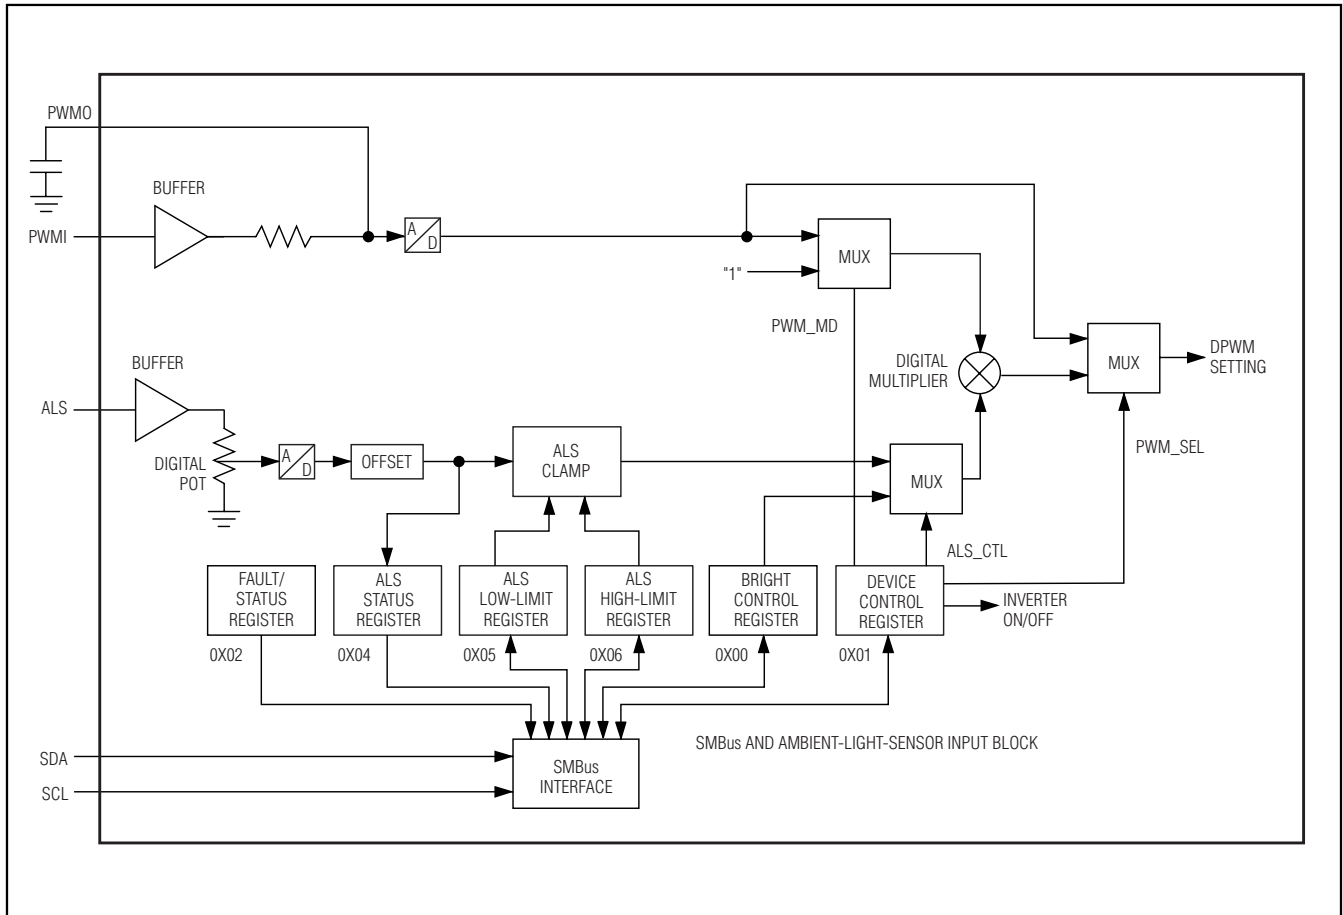 PWMO
BUFFER
PWMI
A
D
MUX
"1"
PWM_MD
BUFFER
DIGITAL
MULTIPLIER
MUX
DPWM
SETTING
ALS
PWM_SEL
DIGITAL
POT
A
D
OFFSET
ALS
CLAMP
MUX
ALS_CTL
FAULT/
STATUS
REGISTER
ALS
STATUS
REGISTER
ALS
LOW-LIMIT
REGISTER
ALS
HIGH-LIMIT
REGISTER
BRIGHT
CONTROL
REGISTER
DEVICE
CONTROL
REGISTER
INVERTER
ON/OFF
0X02
0X04
0X05
0X06
0X00
0X01
SMBus AND AMBIENT-LIGHT-SENSOR INPUT BLOCK
SDA
SCL
SMBus
INTERFACE